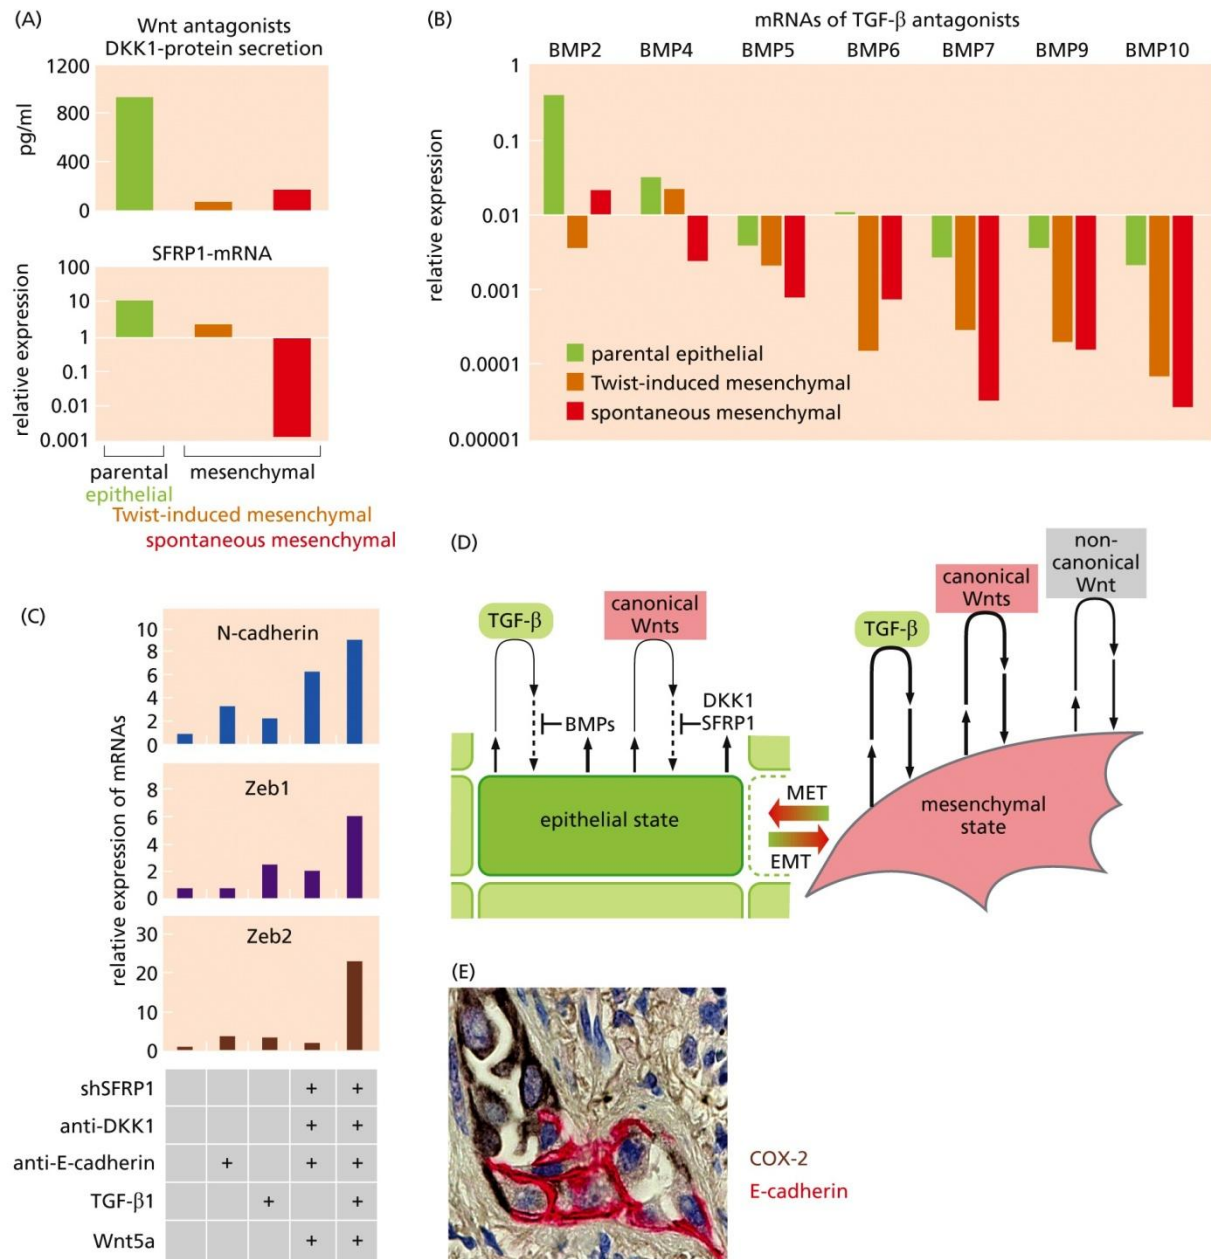 (A)
Wnt antagonists
DKK1-protein secretion
1200
800
400
0
pg/ml
SFRP1-mRNA
100
10
1
0.1
0.01
0.001
relative expression
parental
mesenchymal
epithelial
Twist-induced mesenchymal
spontaneous mesenchymal
(B)
mRNAs of TGF-β antagonists
BMP2 BMP4 BMP5 BMP6 BMP7 BMP9 BMP10
1
0.1
0.01
0.001
0.0001
0.00001
relative expression
parental epithelial
Twist-induced mesenchymal
spontaneous mesenchymal
(C)
relative expression of mRNAs
N-cadherin
10
8
6
4
2
0
Zeb1
8
6
4
2
0
Zeb2
30
20
10
0
shSFRP1 + +
anti-DKK1 + +
anti-E-cadherin + + +
TGF-β1 + +
Wnt5a + +
(D)
TGF-β
canonical
Wnts
BMPs
DKK1
SFRP1
epithelial state
MET
EMT
TGF-β
canonical
Wnts
non-
canonical
Wnt
mesenchymal
state
(E)
COX-2
E-cadherin